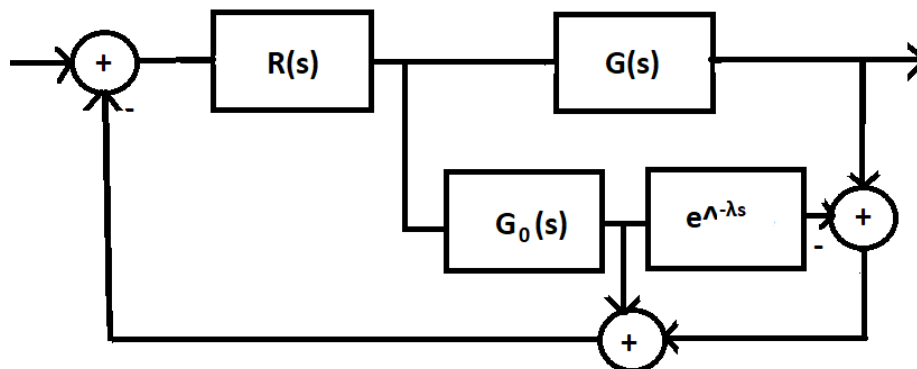 +
R(s)
G(s)
-
G₀(s)
e^-λs
+
-
+